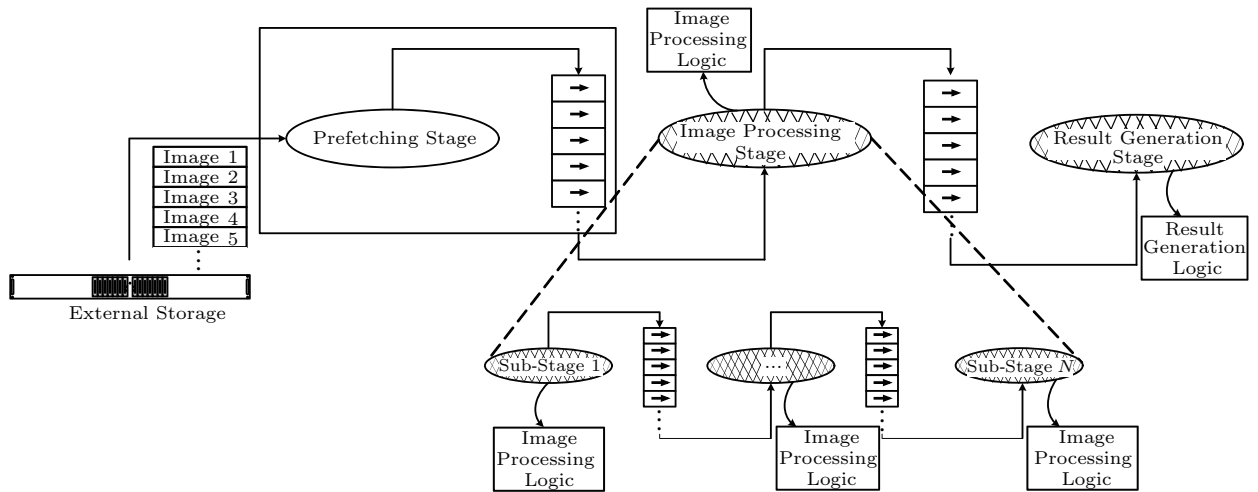 Image
Processing
Logic
Prefetching Stage
Image Processing
Stage
Result Generation
Stage
Image 1
Image 2
Image 3
Image 4
Image 5
External Storage
Result
Generation
Logic
Sub-Stage 1
...
Sub-Stage N
Image
Processing
Logic
Image
Processing
Logic
Image
Processing
Logic